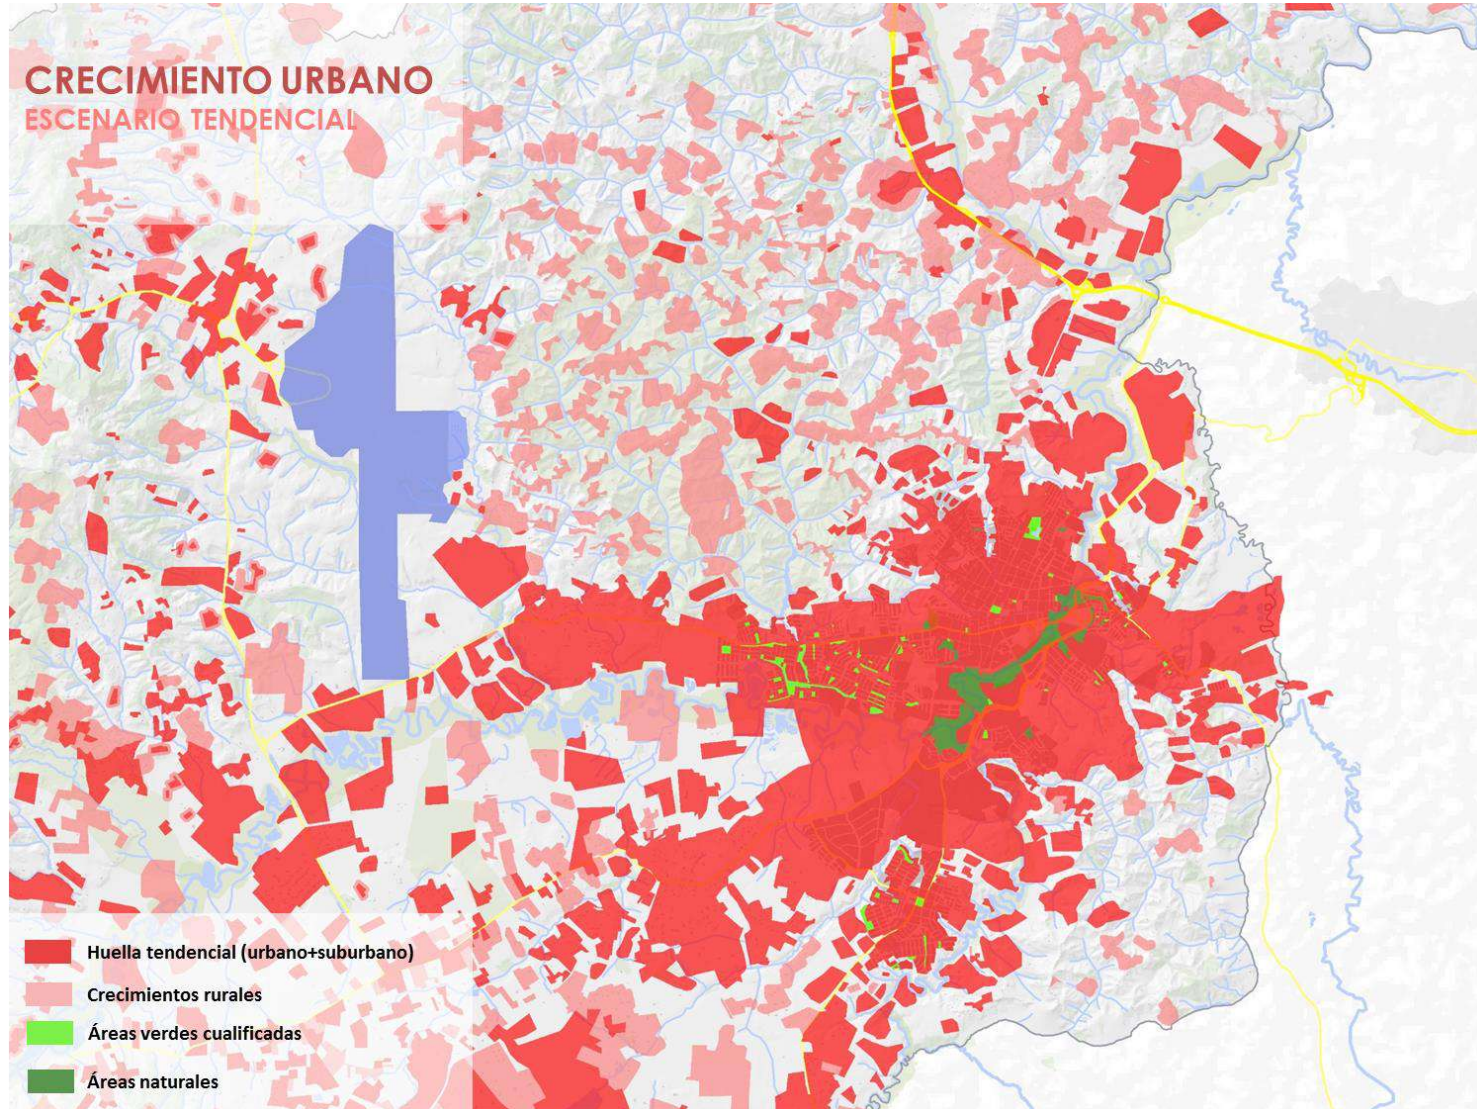 CRECIMIENTO URBANO
ESCENARIO TENDENCIAL
Huella tendencial (urbano+suburbano)
Crecimientos rurales
Áreas verdes cualificadas
Áreas naturales